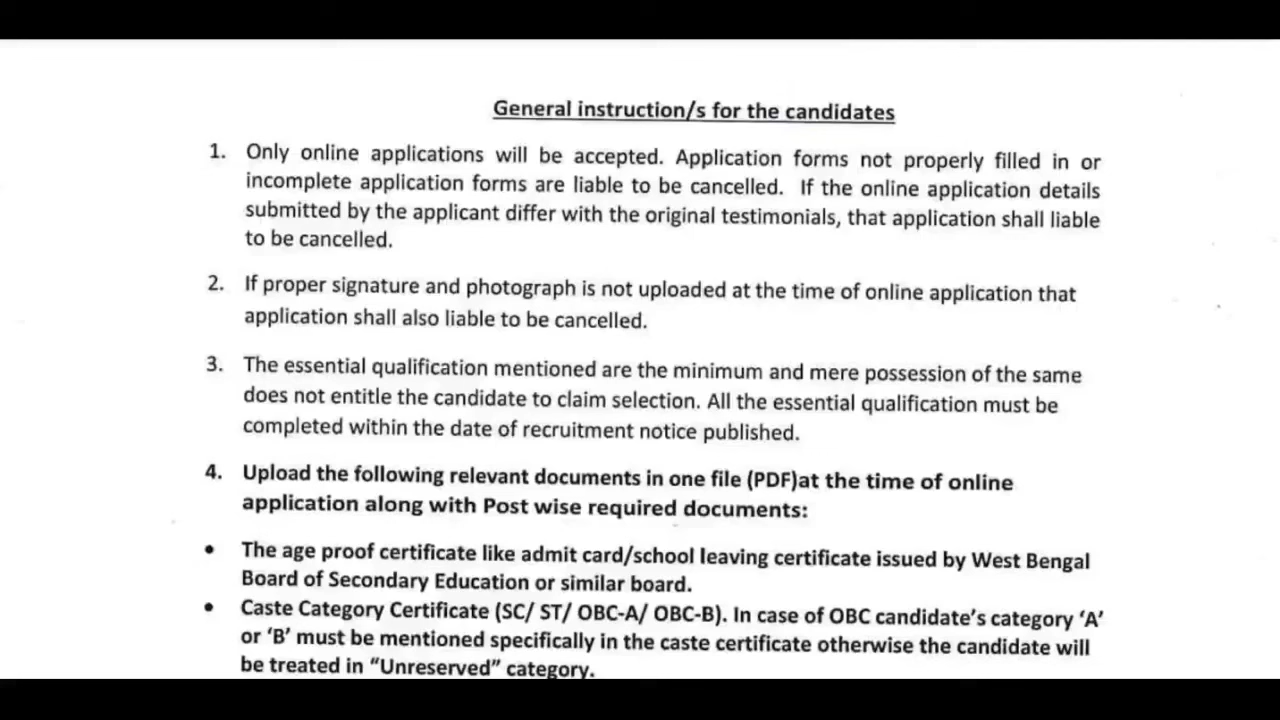 General instruction/s for the candidates
1. Only online applications will be accepted. Application forms not properly filled in or
incomplete application forms are liable to be cancelled. If the online application details
submitted by the applicant differ with the original testimonials, that application shall liable
to be cancelled.
2. If proper signature and photograph is not uploaded at the time of online application that
application shall also liable to be cancelled.
3. The essential qualification mentioned are the minimum and mere possession of the same
does not entitle the candidate to claim selection. All the essential qualification must be
completed within the date of recruitment notice published.
4. Upload the following relevant documents in one file (PDF)at the time of online
application along with Post wise required documents:
• The age proof certificate like admit card/school leaving certificate issued by West Bengal
Board of Secondary Education or similar board.
• Caste Category Certificate (SC/ ST/ OBC-A/ OBC-B). In case of OBC candidate's category 'A'
or 'B' must be mentioned specifically in the caste certificate otherwise the candidate will
be treated in "Unreserved" category.